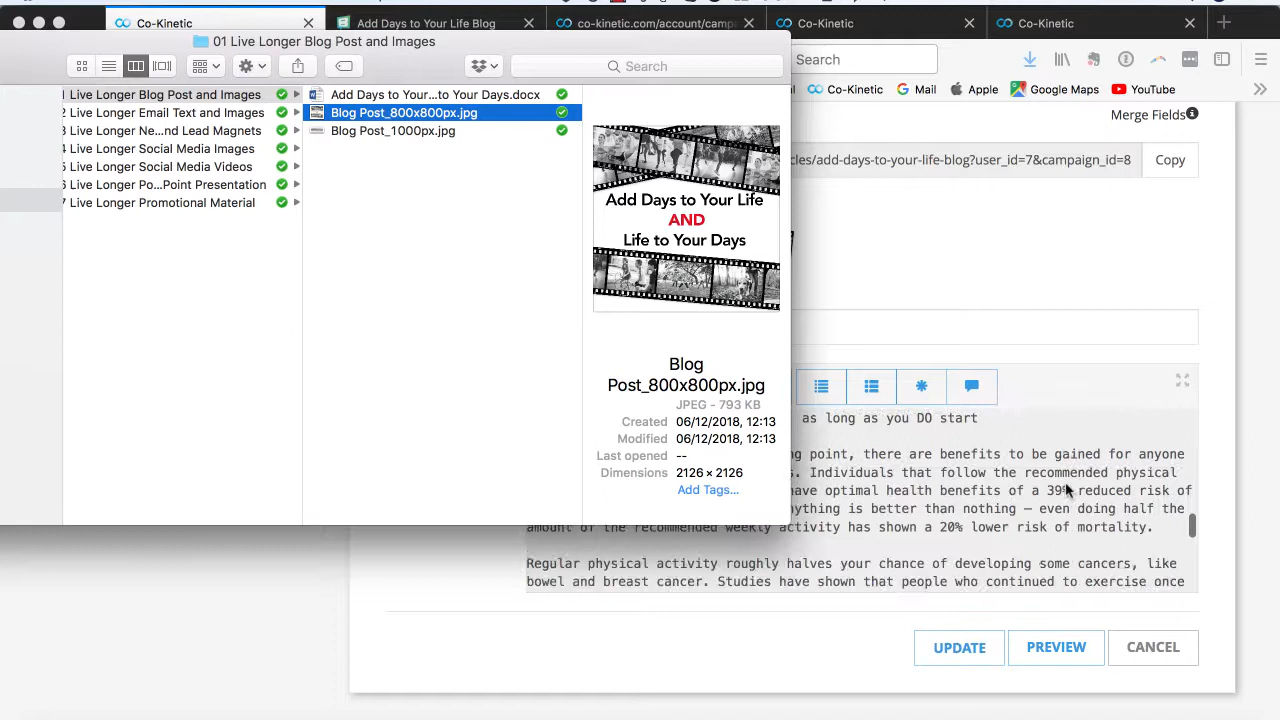 Co-Kinetic
Add Days to Your Life Blog
co-kinetic.com/account/camp
Co-Kinetic
Co-Kinetic
01 Live Longer Blog Post and Images
Search
Search
Co-Kinetic
Mail
Apple
Google Maps
YouTube
Live Longer Blog Post and Images
2 Live Longer Email Text and Images
3 Live Longer Ne...nd Lead Magnets
4 Live Longer Social Media Images
5 Live Longer Social Media Videos
6 Live Longer Po...Point Presentation
7 Live Longer Promotional Material
Add Days to Your...to Your Days.docx
Blog Post_800x800px.jpg
Blog Post_1000px.jpg
Add Days to Your Life
AND
Life to Your Days
Blog
Post_800x800px.jpg
JPEG - 793 KB
Created 06/12/2018, 12:13
Modified 06/12/2018, 12:13
Last opened --
Dimensions 2126 × 2126
Add Tags...
Merge Fields
cles/add-days-to-your-life-blog?user_id=7&campaign_id=8
Copy
as long as you DO start
ng point, there are benefits to be gained for anyone
s. Individuals that follow the recommended physical
have optimal health benefits of a 39% reduced risk of
nything is better than nothing – even doing half the
amount of the recommended weekly activity has shown a 20% lower risk of mortality.
Regular physical activity roughly halves your chance of developing some cancers, like
bowel and breast cancer. Studies have shown that people who continued to exercise once
UPDATE
PREVIEW
CANCEL